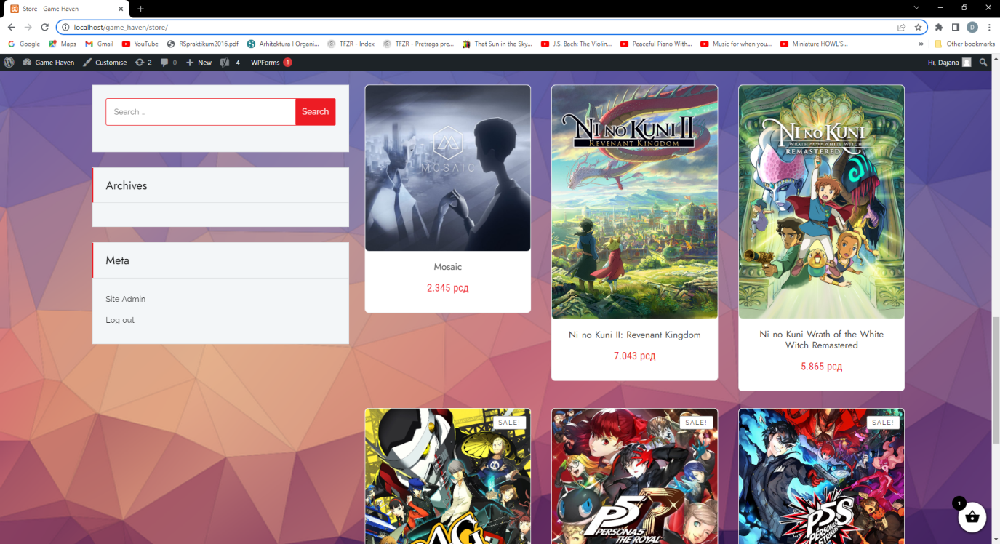 Store - Game Haven
localhost/game_haven/store/
D
Google Maps Gmail YouTube RSpraktikum2016.pdf Arhitektura I Organi... TFZR - Index TFZR - Pretraga pre... That Sun in the Sky... J.S. Bach: The Violin... Peaceful Piano With... Music for when you... Miniature HOWL'S... » Other bookmarks
Game Haven Customise 2 0 New 4 WPForms 1 Hi, Dajana
Search …
Search
Archives
Meta
Site Admin
Log out
MOSAIC
Mosaic
2.345 рсд
NI NO KUNI II
REVENANT KINGDOM
Ni no Kuni II: Revenant Kingdom
7.043 рсд
NI NO KUNI
WRATH OF THE WHITE WITCH
REMASTERED
Ni no Kuni Wrath of the White
Witch Remastered
5.865 рсд
SALE!
SALE!
P5R
PERSONA5
THE ROYAL
SALE!
P5S
PERSONA5
STRIKERS
1